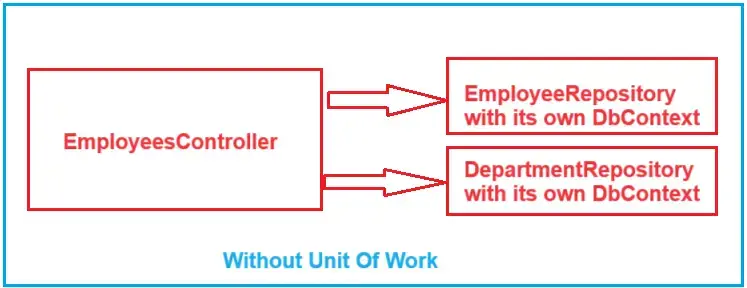 EmployeesController
EmployeeRepository
with its own DbContext
DepartmentRepository
with its own DbContext
Without Unit Of Work